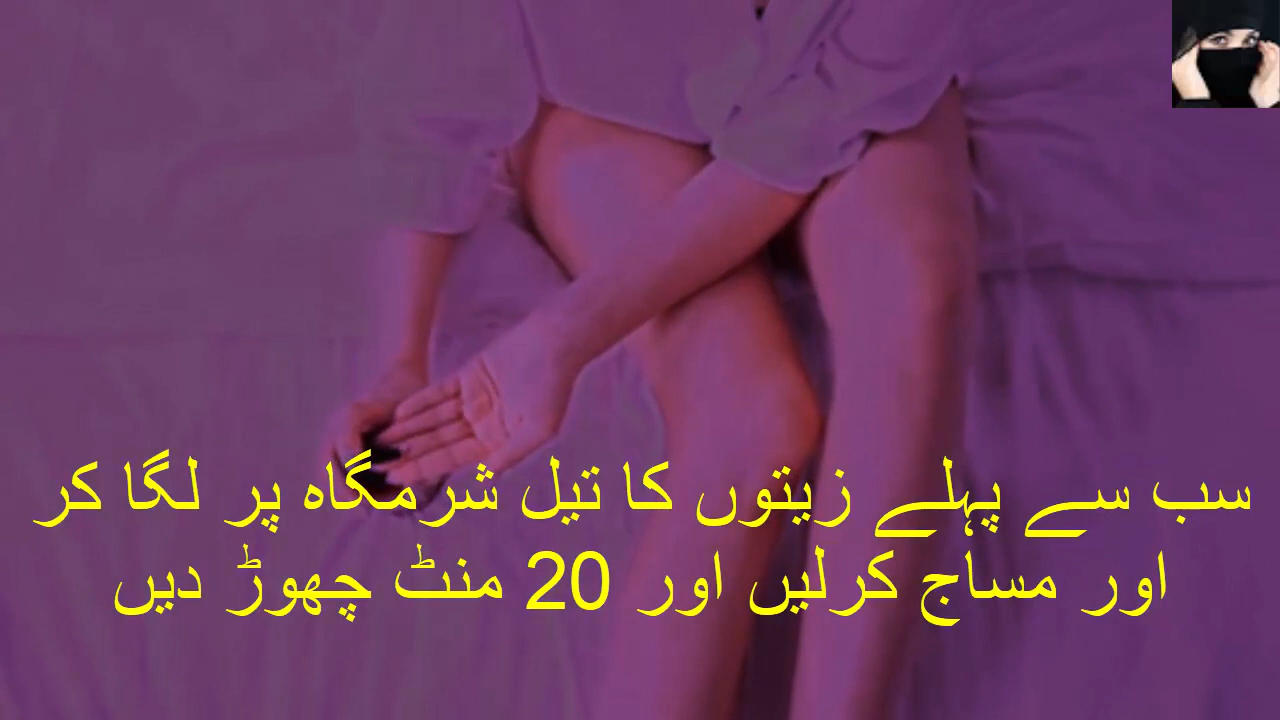 سب سے پہلے زیتوں کا تیل شرمگاہ پر لگا کر
اور مساج کرلیں اور 20 منٹ چھوڑ دیں